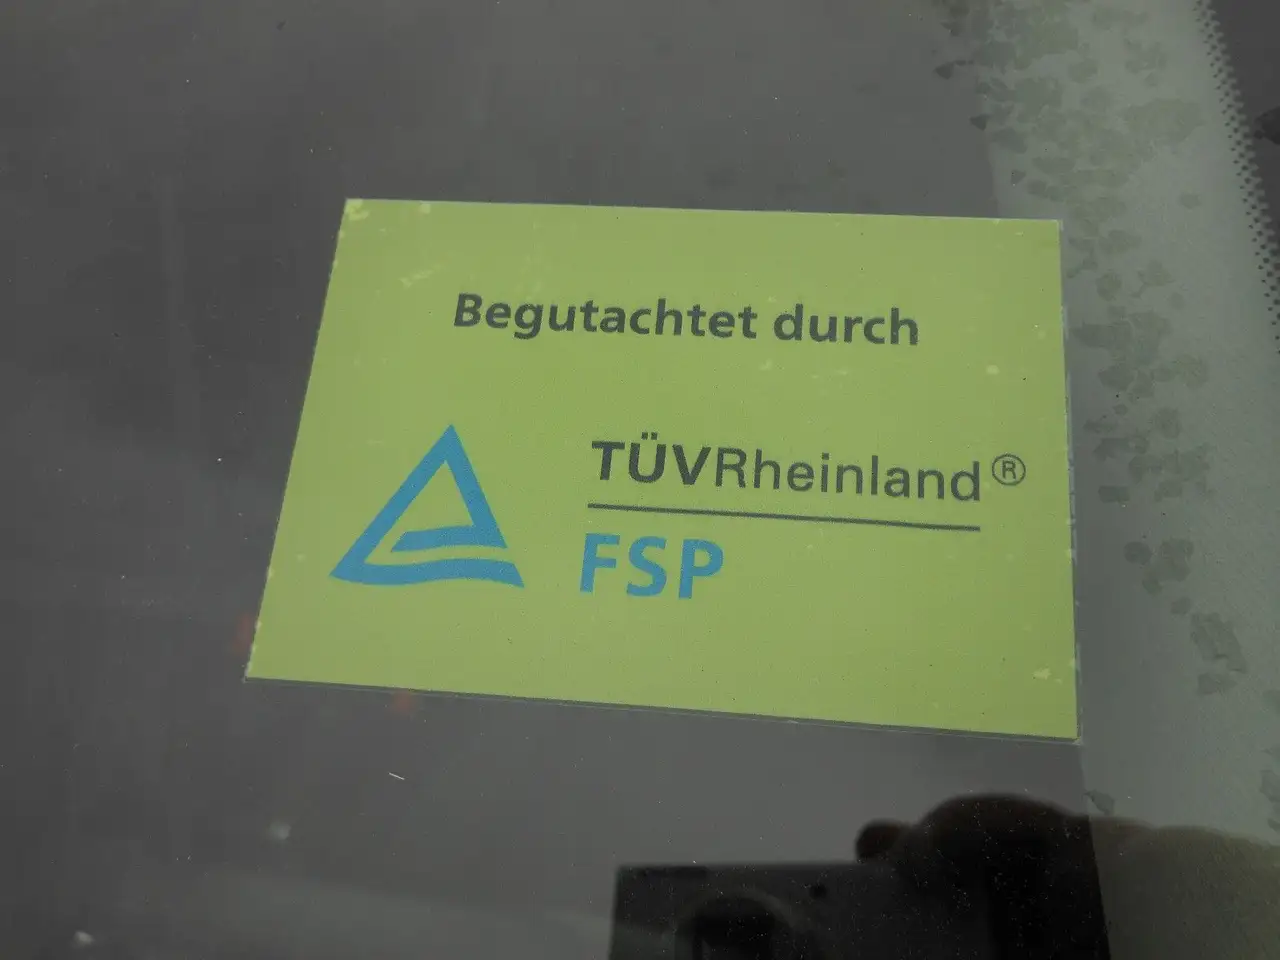 Begutachtet durch
TÜVRheinland®
FSP